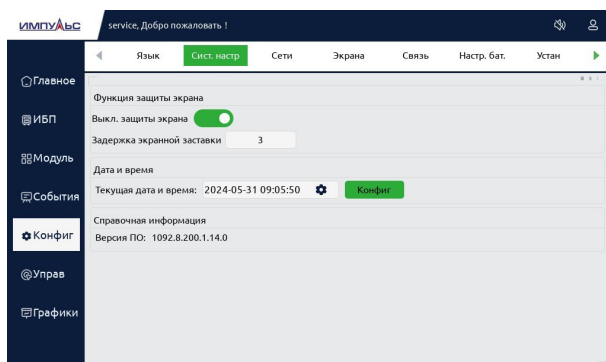 ИМПУЛЬС
service, Добро пожаловать !
Язык Сист. настр Сети Экрана Связь Настр. бат. Устан
Главное
ИБП
Модуль
События
Конфиг
Управ
Графики
Функция защиты экрана
Выкл. защиты экрана
Задержка экранной заставки 3
Дата и время
Текущая дата и время: 2024-05-31 09:05:50 Конфиг
Справочная информация
Версия ПО: 1092.8.200.1.14.0